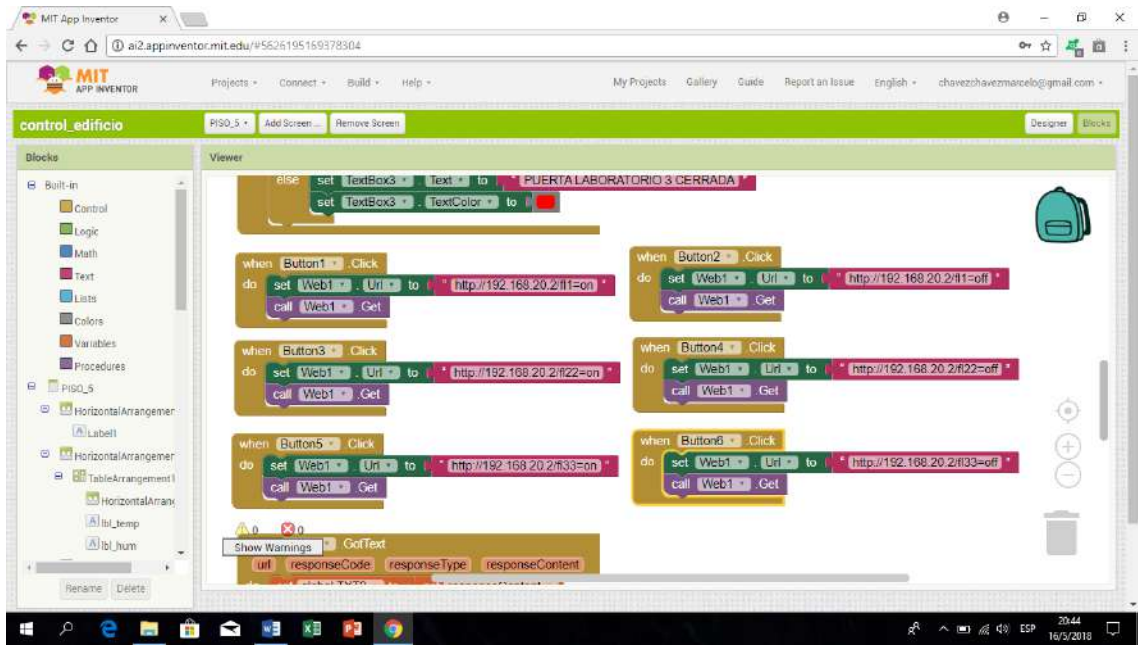 MIT App Inventor
ai2.appinventor.mit.edu/#5626195169378304
MIT
APP INVENTOR
Projects Connect Build Help My Projects Gallery Guide Report an Issue English chavezchavezmarcelo@gmail.com
control_edificio PISO_5 Add Screen ... Remove Screen Designer Blocks
Blocks Viewer
Built-in
Control
Logic
Math
Text
Lists
Colors
Variables
Procedures
PISO_5
HorizontalArrangemer
Label1
HorizontalArrangemer
TableArrangement1
HorizontalArrang
lbl_temp
lbl_hum
Rename Delete
else set TextBox3 . Text to " PUERTA LABORATORIO 3 CERRADA "
set TextBox3 . TextColor to
when Button1 .Click
do set Web1 . Url to " http://192.168.20.2/fl1=on "
call Web1 .Get
when Button2 .Click
do set Web1 . Url to " http://192.168.20.2/fl1=off "
call Web1 .Get
when Button3 .Click
do set Web1 . Url to " http://192.168.20.2/fl22=on "
call Web1 .Get
when Button4 .Click
do set Web1 . Url to " http://192.168.20.2/fl22=off "
call Web1 .Get
when Button5 .Click
do set Web1 . Url to " http://192.168.20.2/fl33=on "
call Web1 .Get
when Button6 .Click
do set Web1 . Url to " http://192.168.20.2/fl33=off "
call Web1 .Get
0 0
Show Warnings .GotText
url responseCode responseType responseContent
ESP 20:44
16/5/2018